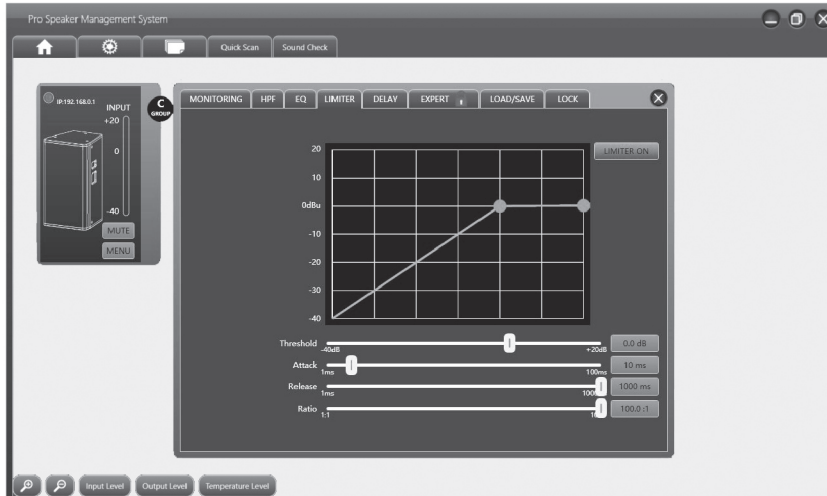 Pro Speaker Management System
Quick Scan
Sound Check
IP:192.168.0.1
INPUT
+20
0
-40
MUTE
MENU
C
GROUP
MONITORING HPF EQ LIMITER DELAY EXPERT LOAD/SAVE LOCK
LIMITER ON
20
10
0dBu
-10
-20
-30
-40
Threshold -40dB +20dB 0.0 dB
Attack 1ms 100ms 10 ms
Release 1ms 1000 ms
Ratio 1:1 100.0 :1
Input Level Output Level Temperature Level